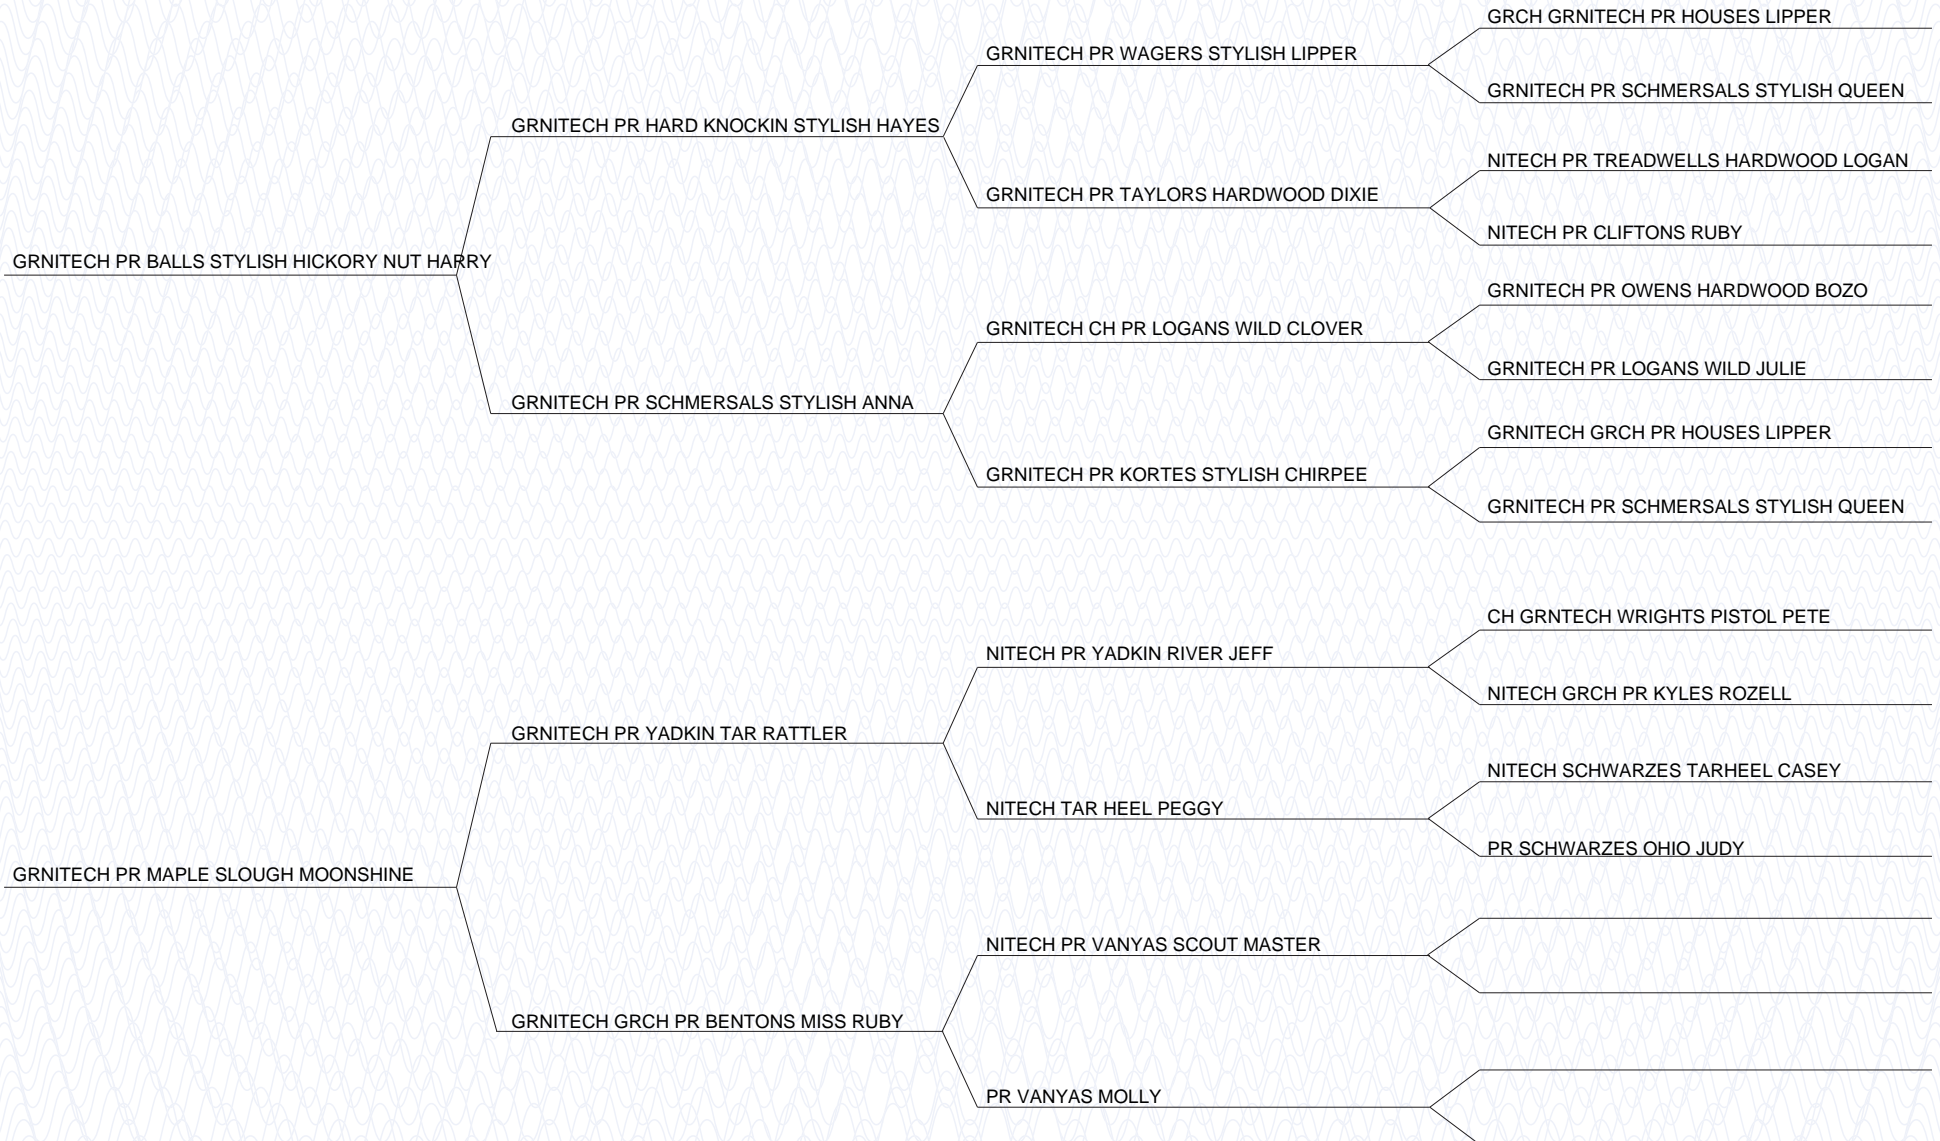 GRCH GRNITECH PR HOUSES LIPPER
GRNITECH PR WAGERS STYLISH LIPPER
GRNITECH PR SCHMERSALS STYLISH QUEEN
GRNITECH PR HARD KNOCKIN STYLISH HAYES
NITECH PR TREADWELLS HARDWOOD LOGAN
GRNITECH PR TAYLORS HARDWOOD DIXIE
NITECH PR CLIFTONS RUBY
GRNITECH PR BALLS STYLISH HICKORY NUT HARRY
GRNITECH PR OWENS HARDWOOD BOZO
GRNITECH CH PR LOGANS WILD CLOVER
GRNITECH PR LOGANS WILD JULIE
GRNITECH PR SCHMERSALS STYLISH ANNA
GRNITECH GRCH PR HOUSES LIPPER
GRNITECH PR KORTES STYLISH CHIRPEE
GRNITECH PR SCHMERSALS STYLISH QUEEN
CH GRNTECH WRIGHTS PISTOL PETE
NITECH PR YADKIN RIVER JEFF
NITECH GRCH PR KYLES ROZELL
GRNITECH PR YADKIN TAR RATTLER
NITECH SCHWARZES TARHEEL CASEY
NITECH TAR HEEL PEGGY
PR SCHWARZES OHIO JUDY
GRNITECH PR MAPLE SLOUGH MOONSHINE
NITECH PR VANYAS SCOUT MASTER
GRNITECH GRCH PR BENTONS MISS RUBY
PR VANYAS MOLLY